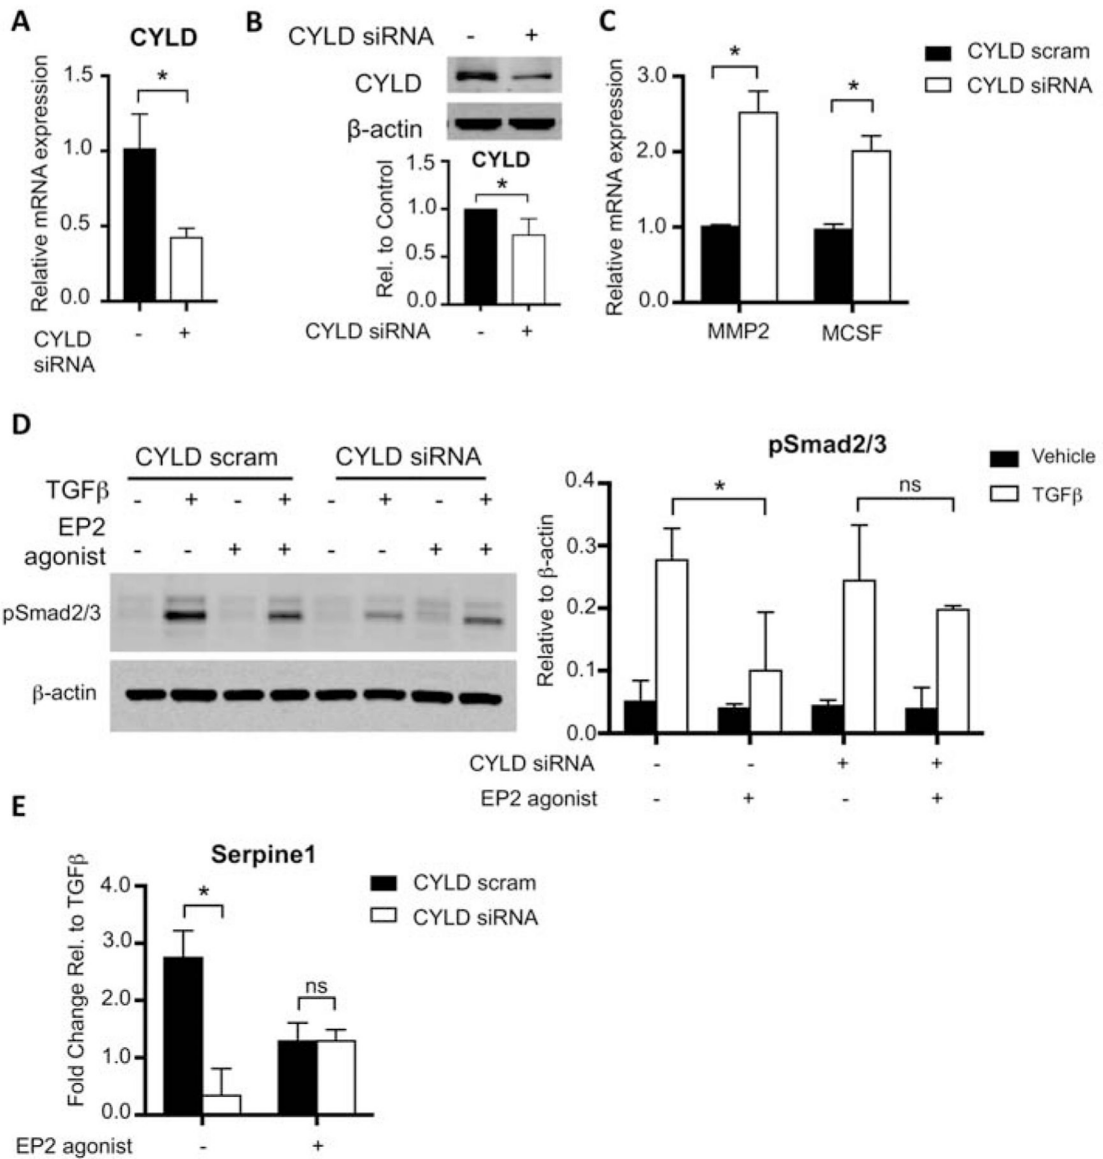 A
CYLD
*
Relative mRNA expression
1.5
1.0
0.5
0.0
- +
CYLD
siRNA
B
CYLD siRNA - +
CYLD
β-actin
CYLD
*
Rel. to Control
1.5
1.0
0.5
0.0
CYLD siRNA - +
C
CYLD scram
CYLD siRNA
* *
Relative mRNA expression
3.0
2.0
1.0
0.0
MMP2 MCSF
D
CYLD scram CYLD siRNA
TGFβ - + - + - + - +
EP2
agonist - - + + - - + +
pSmad2/3
β-actin
pSmad2/3
Vehicle
TGFβ
* ns
Relative to β-actin
0.4
0.3
0.2
0.1
0.0
CYLD siRNA - - + +
EP2 agonist - + - +
E
Serpine1
CYLD scram
CYLD siRNA
* ns
Fold Change Rel. to TGFβ
4.0
3.0
2.0
1.0
0.0
EP2 agonist - +